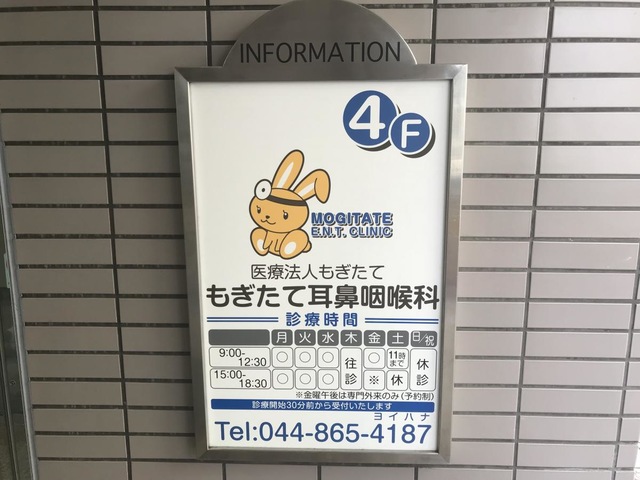 INFORMATION
4F
MOGITATE
E.N.T. CLINIC
医療法人もぎたて
もぎたて耳鼻咽喉科
診療時間
月 火 水 木 金 土 日/祝
9:00-12:30 ○ ○ ○ 往診 ○ 11時まで 休診
15:00-18:30 ○ ○ ○ ※ 休
※金曜午後は専門外来のみ(予約制)
診療開始30分前から受付いたします
ヨイハナ
Tel:044-865-4187